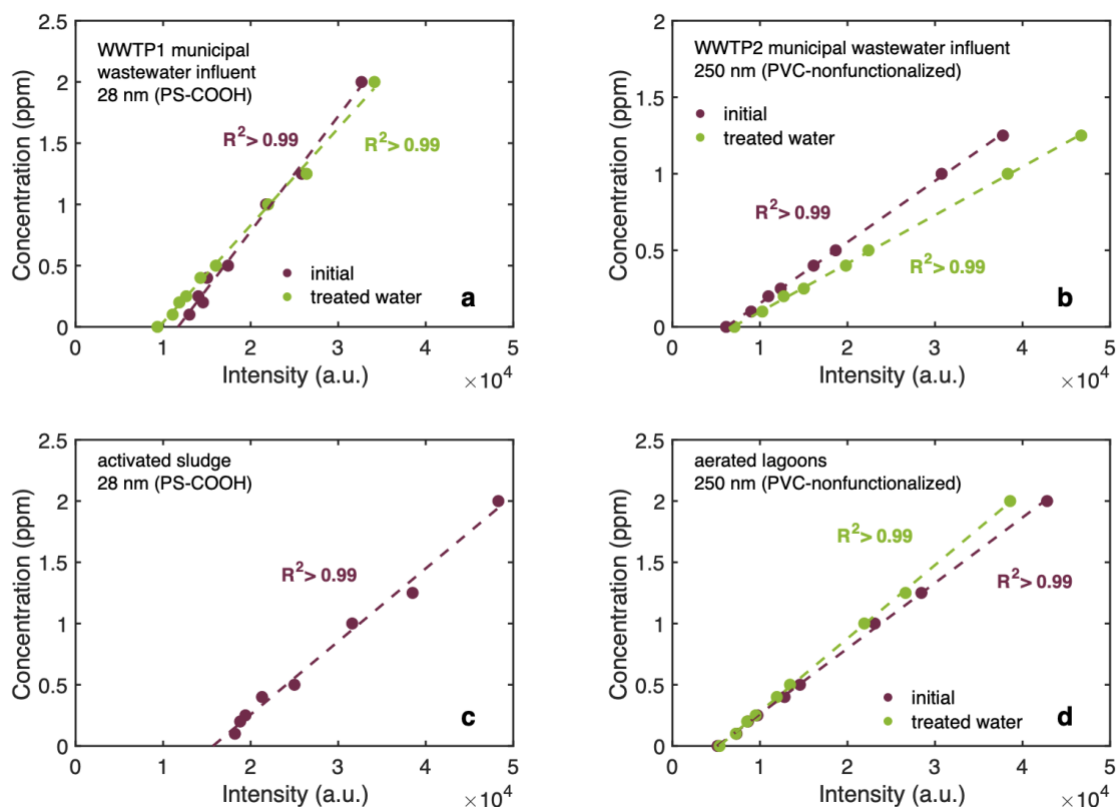 2.5
2
1.5
1
0.5
0
Concentration (ppm)
WWTP1 municipal
wastewater influent
28 nm (PS-COOH)
R²> 0.99
R²> 0.99
initial
treated water
a
0 1 2 3 4 5
Intensity (a.u.)
×10⁴
2
1.5
1
0.5
0
Concentration (ppm)
WWTP2 municipal wastewater influent
250 nm (PVC-nonfunctionalized)
initial
treated water
R²> 0.99
R²> 0.99
b
0 1 2 3 4 5
Intensity (a.u.)
×10⁴
2.5
2
1.5
1
0.5
0
Concentration (ppm)
activated sludge
28 nm (PS-COOH)
R²> 0.99
c
0 1 2 3 4 5
Intensity (a.u.)
×10⁴
2.5
2
1.5
1
0.5
0
Concentration (ppm)
aerated lagoons
250 nm (PVC-nonfunctionalized)
R²> 0.99
R²> 0.99
initial
treated water
d
0 1 2 3 4 5
Intensity (a.u.)
×10⁴